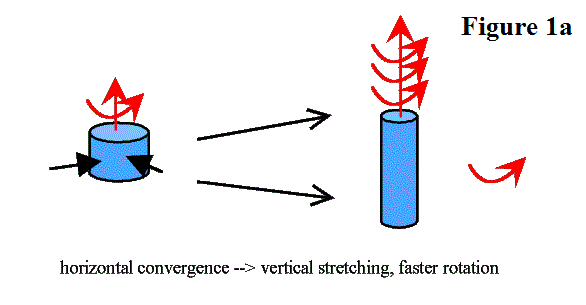 Figure 1a
horizontal convergence --> vertical stretching, faster rotation